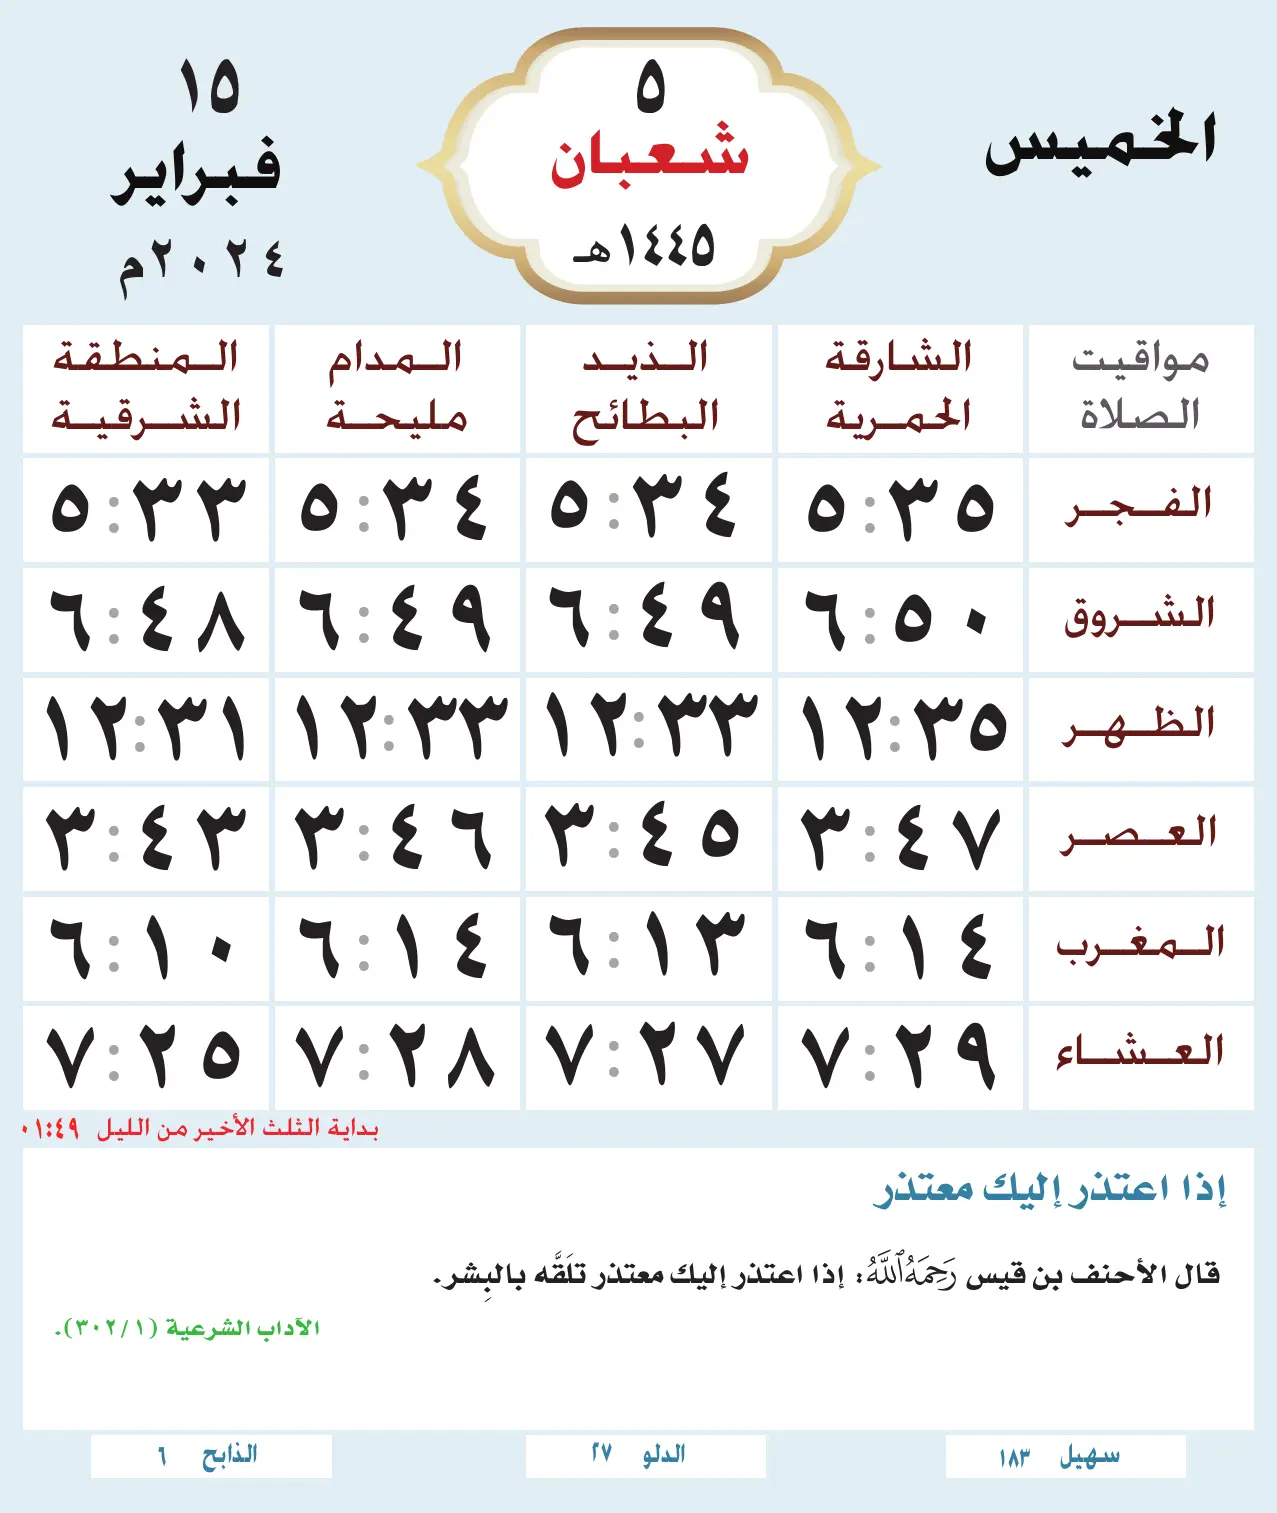 الخميس
٥
شعبان
١٤٤٥هـ
١٥
فبراير
٢٠٢٤م
مواقيت الصلاة
الشارقة الحمرية
الذيد البطائح
المدام مليحة
المنطقة الشرقية
الفجر ٥:٣٥ ٥:٣٤ ٥:٣٤ ٥:٣٣
الشروق ٦:٥٠ ٦:٤٩ ٦:٤٩ ٦:٤٨
الظهر ١٢:٣٥ ١٢:٣٣ ١٢:٣٣ ١٢:٣١
العصر ٣:٤٧ ٣:٤٥ ٣:٤٦ ٣:٤٣
المغرب ٦:١٤ ٦:١٣ ٦:١٤ ٦:١٠
العشاء ٧:٢٩ ٧:٢٧ ٧:٢٨ ٧:٢٥
بداية الثلث الأخير من الليل ٠١:٤٩
إذا اعتذر إليك معتذر
قال الأحنف بن قيس رَحِمَهُ ٱللَّهُ: إذا اعتذر إليك معتذر تلَقَّه بالبِشر.
الآداب الشرعية (٣٠٢/١).
سهيل ١٨٣
الدلو ٢٧
الذابح ٦